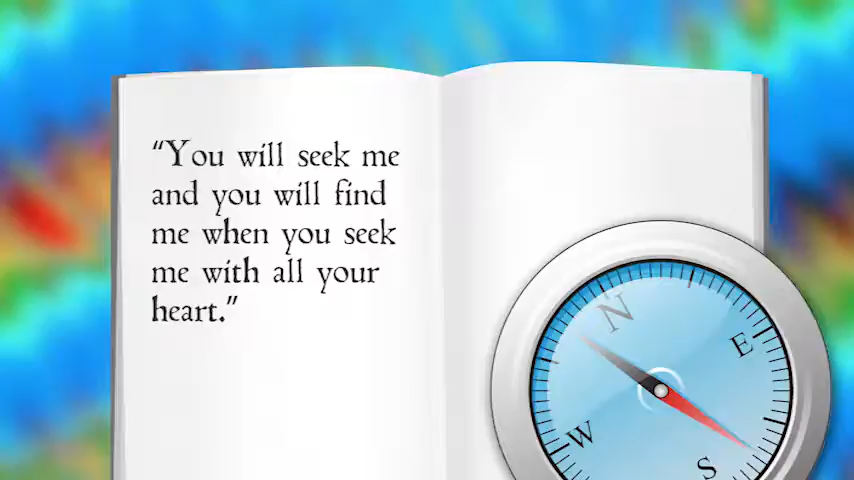 “You will seek me
and you will find
me when you seek
me with all your
heart.”
N
E
W
S